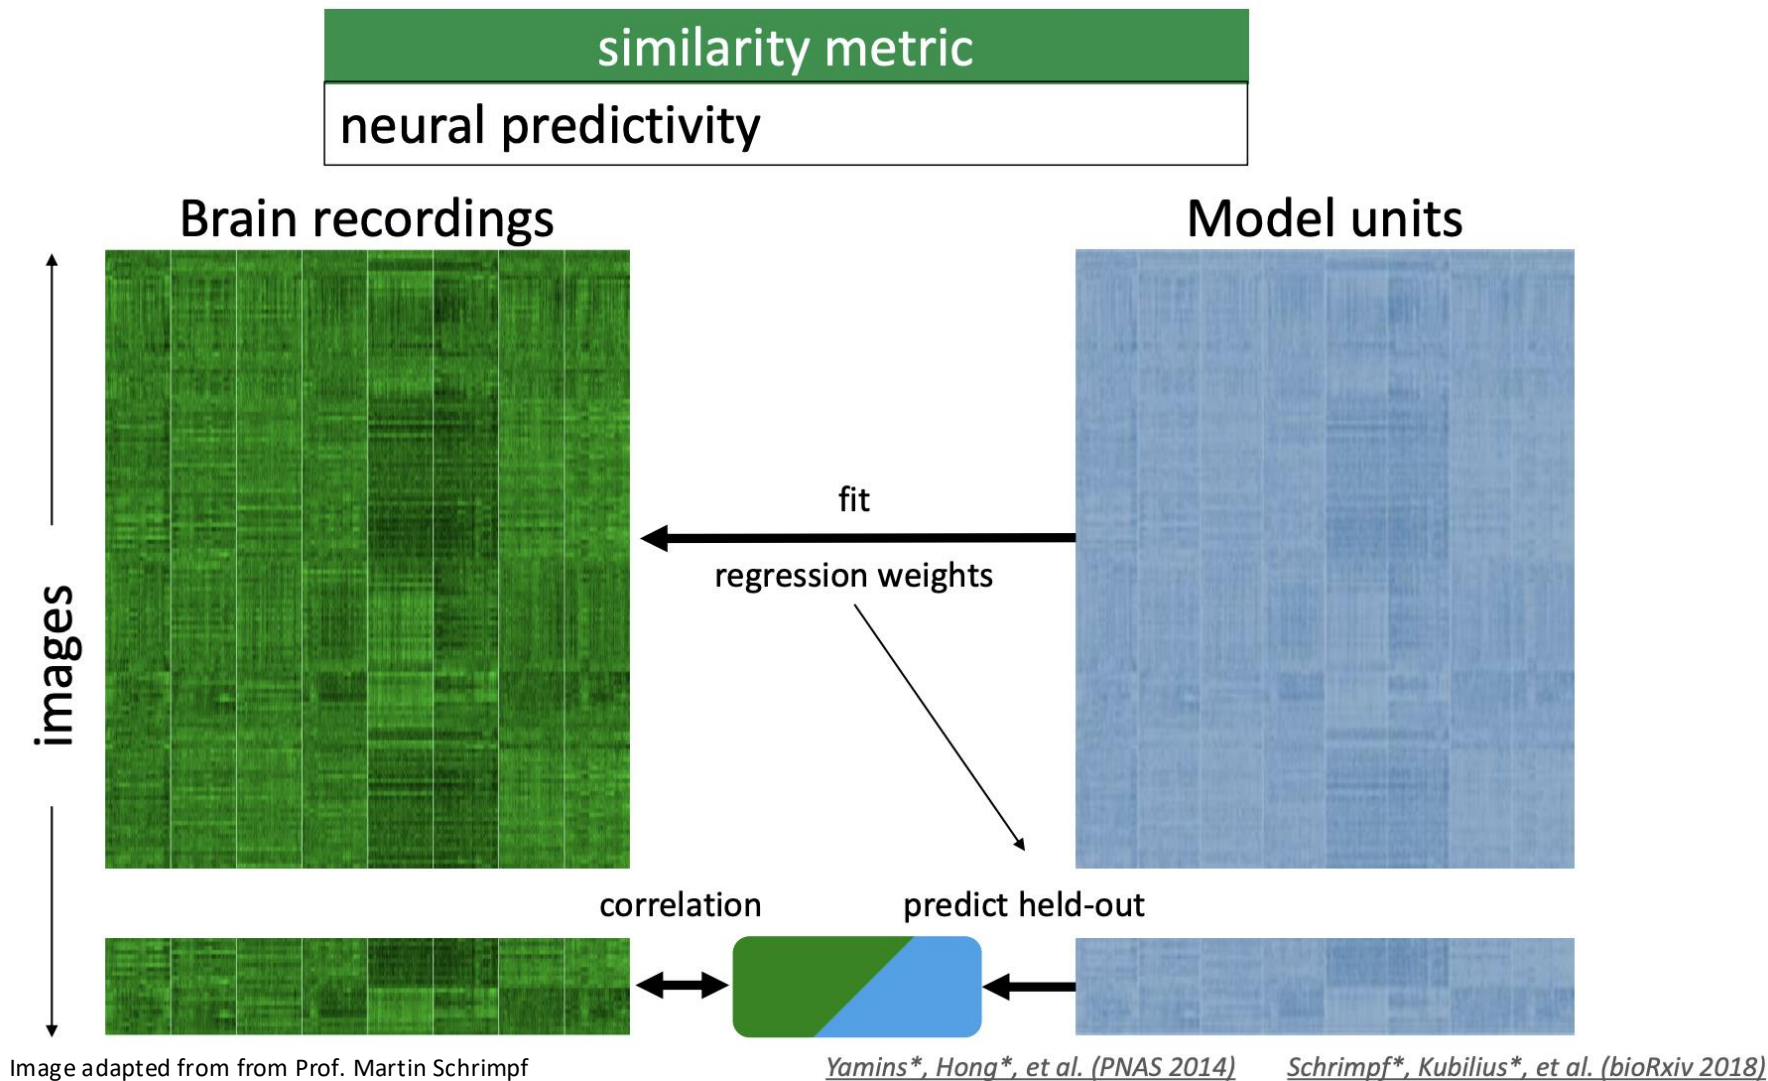 similarity metric
neural predictivity
Brain recordings
Model units
images
fit
regression weights
correlation
predict held-out
Image adapted from from Prof. Martin Schrimpf
Yamins*, Hong*, et al. (PNAS 2014)
Schrimpf*, Kubilius*, et al. (bioRxiv 2018)